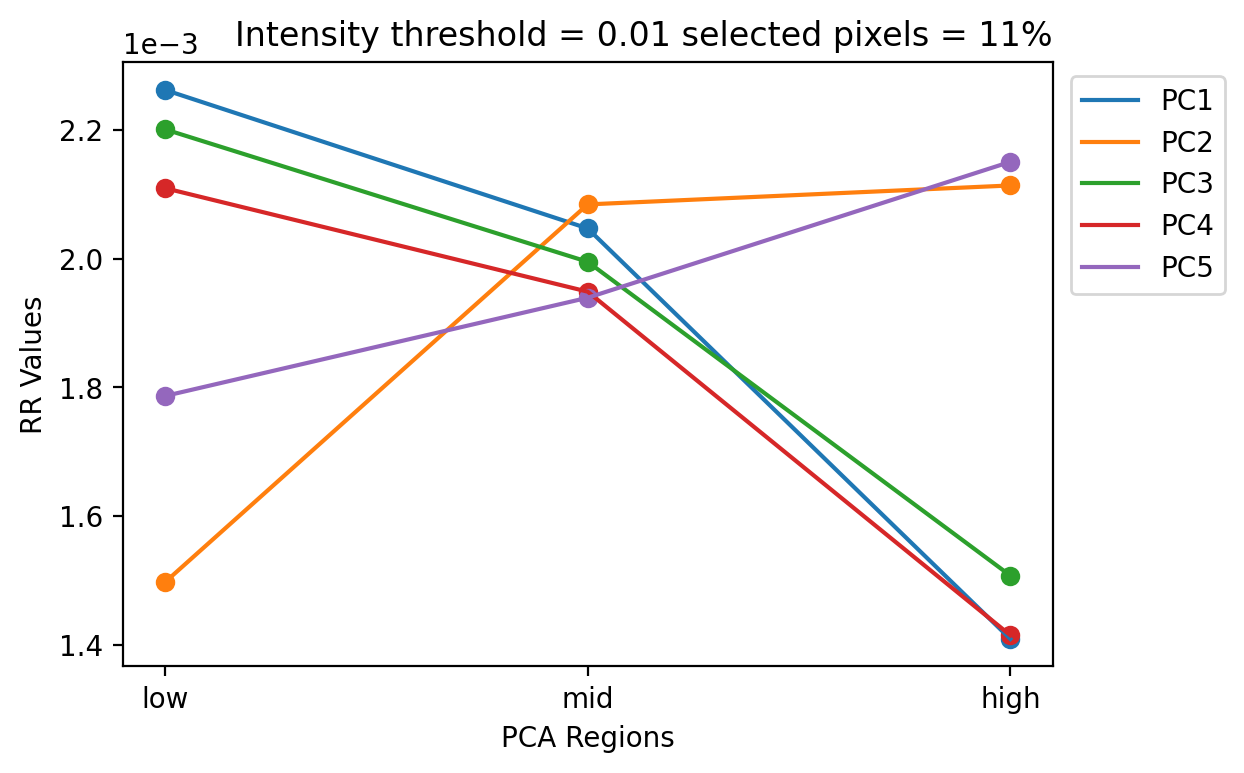 Intensity threshold = 0.01 selected pixels = 11%
1e−3
2.2
2.0
1.8
1.6
1.4
RR Values
low
mid
high
PCA Regions
PC1
PC2
PC3
PC4
PC5